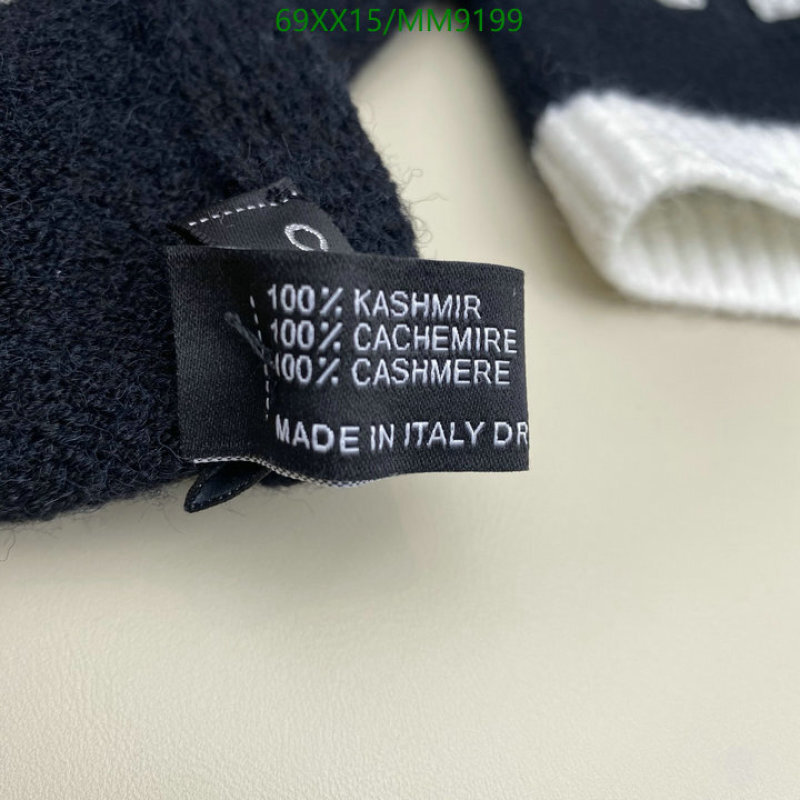 69XX15/MM9199
100% KASHMIR
100% CACHEMIRE
100% CASHMERE
MADE IN ITALY DR